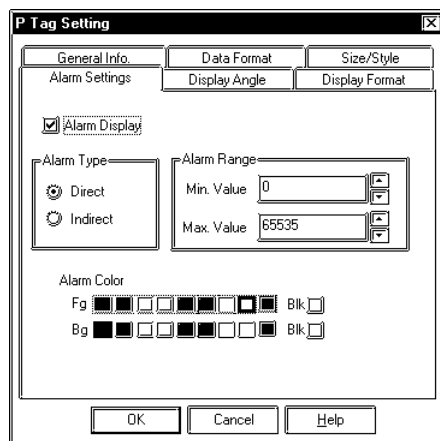 P Tag Setting
General Info. Data Format Size/Style
Alarm Settings Display Angle Display Format
Alarm Display
Alarm Type Alarm Range
Direct Min. Value 0
Indirect Max. Value 65535
Alarm Color
Fg Blk
Bg Blk
OK Cancel Help